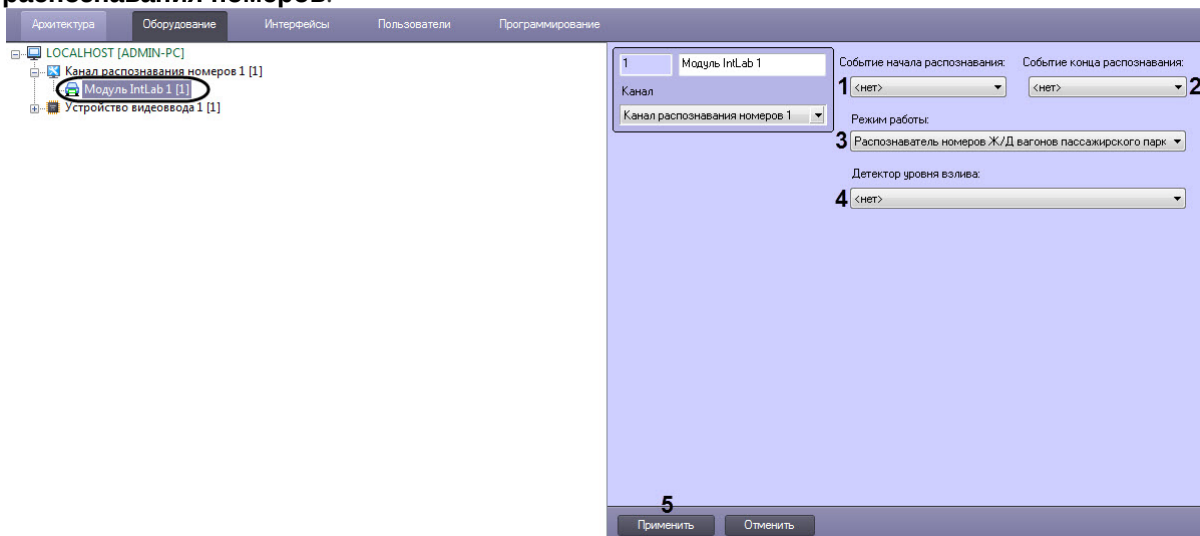 распознавания номеров.
Архитектура Оборудование Интерфейсы Пользователи Программирование
LOCALHOST [ADMIN-PC]
Канал распознавания номеров 1 [1]
Модуль IntLab 1 [1]
Устройство видеоввода 1 [1]
1 Модуль IntLab 1
Канал
Канал распознавания номеров 1
Событие начала распознавания: Событие конца распознавания:
1 <нет> <нет> 2
Режим работы:
3 Распознаватель номеров Ж/Д вагонов пассажирского парк
Детектор уровня взлива:
4 <нет>
5
Применить Отменить